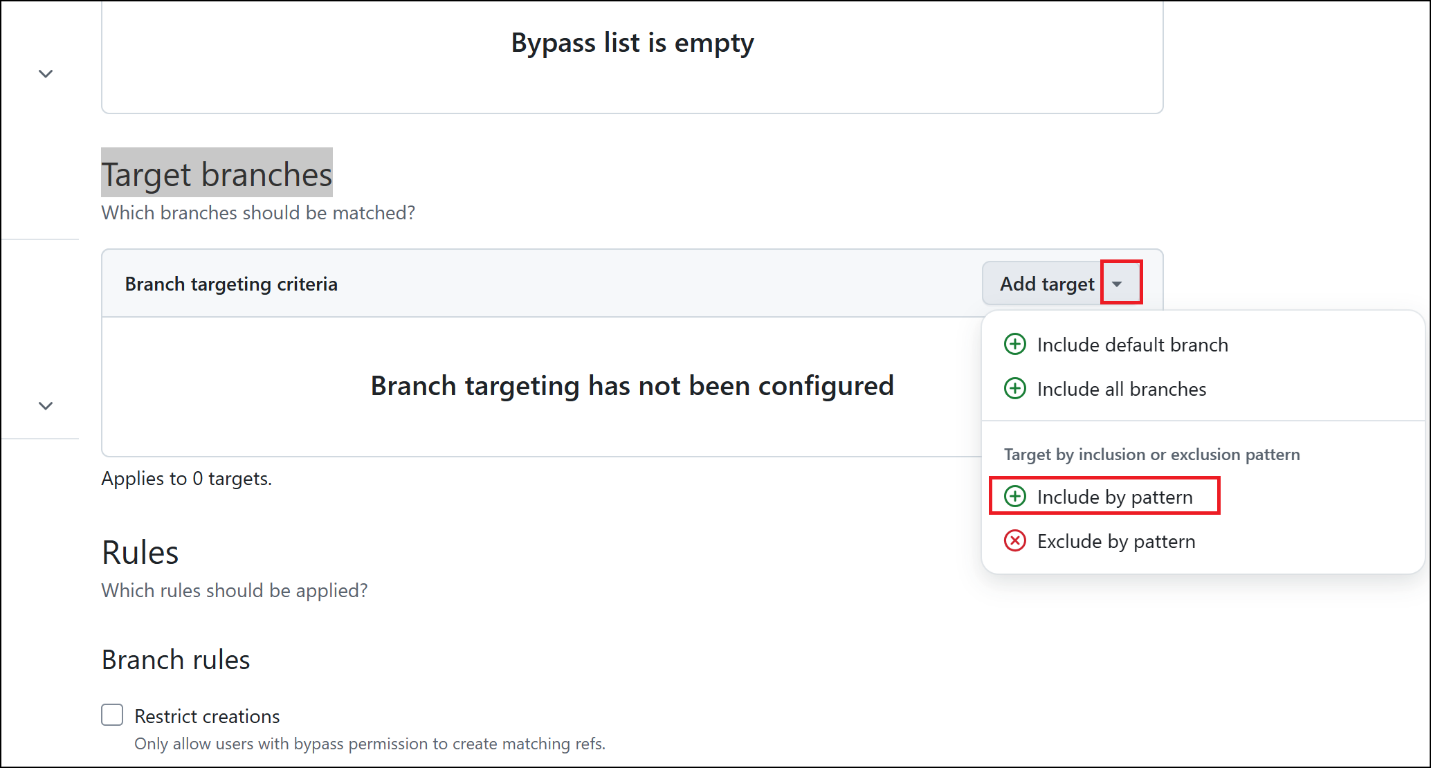 Bypass list is empty
Target branches
Which branches should be matched?
Branch targeting criteria
Add target
Include default branch
Include all branches
Branch targeting has not been configured
Target by inclusion or exclusion pattern
Applies to 0 targets.
Include by pattern
Exclude by pattern
Rules
Which rules should be applied?
Branch rules
Restrict creations
Only allow users with bypass permission to create matching refs.